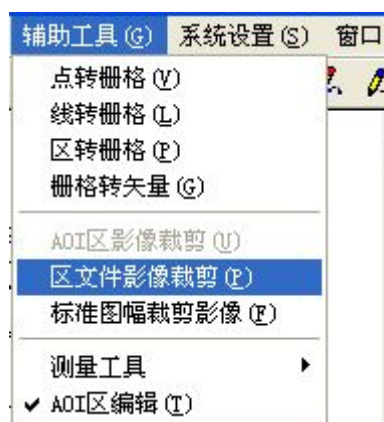 辅助工具(G) 系统设置(S) 窗口
点转栅格(V)
线转栅格(L)
区转栅格(P)
栅格转矢量(G)
AOI区影像裁剪(U)
区文件影像裁剪(P)
标准图幅裁剪影像(F)
测量工具
AOI区编辑(T)